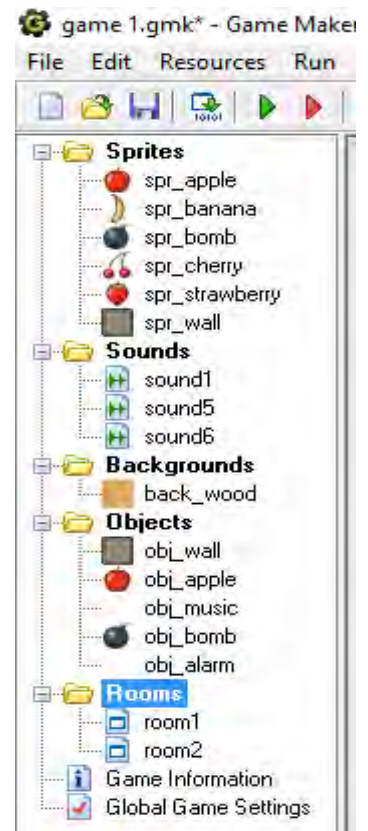 game 1.gmk* - Game Maker
File Edit Resources Run
Sprites
spr_apple
spr_banana
spr_bomb
spr_cherry
spr_strawberry
spr_wall
Sounds
sound1
sound5
sound6
Backgrounds
back_wood
Objects
obj_wall
obj_apple
obj_music
obj_bomb
obj_alarm
Rooms
room1
room2
Game Information
Global Game Settings